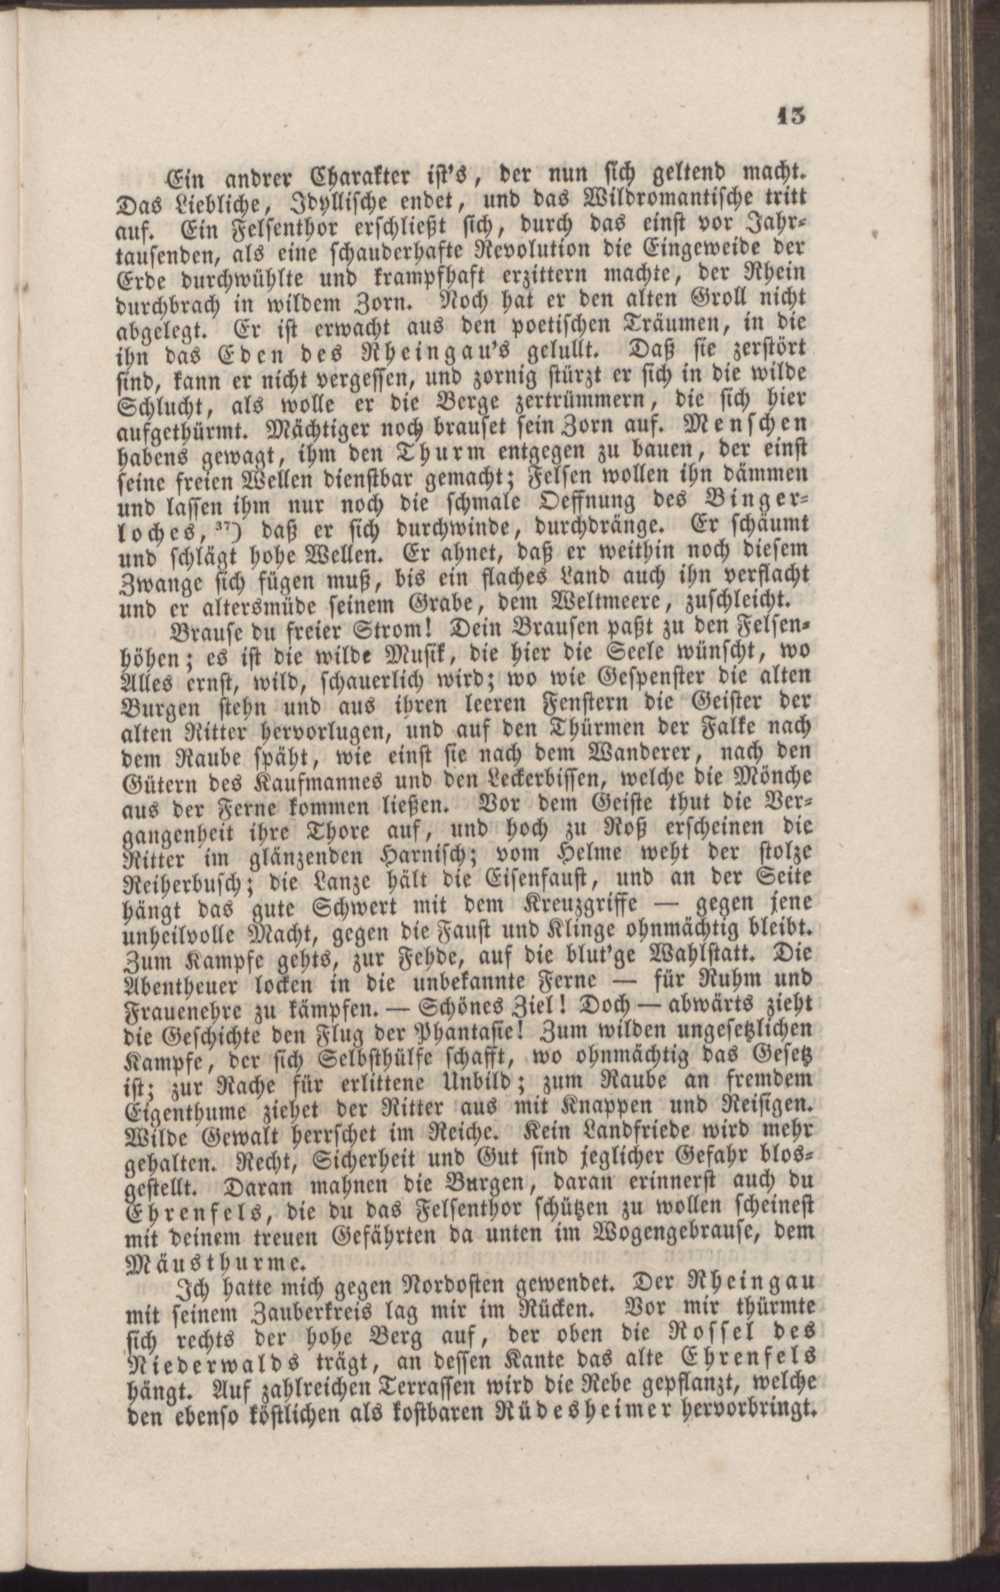 13
Ein andrer Charakter ist's, der nun sich geltend macht.
Das Liebliche, Idyllische endet, und das Wildromantische tritt
auf. Ein Felsenthor erschließt sich, durch das einst vor Jahr-
tausenden, als eine schauderhafte Revolution die Eingeweide der
Erde durchwühlte und krampfhaft erzittern machte, der Rhein
durchbrach in wildem Zorn. Noch hat er den alten Groll nicht
abgelegt. Er ist erwacht aus den poetischen Träumen, in die
ihn das Eden des Rheingau's gelullt. Daß sie zerstört
sind, kann er nicht vergessen, und zornig stürzt er sich in die wilde
Schlucht, als wolle er die Berge zertrümmern, die sich hier
aufgethürmt. Mächtiger noch brauset sein Zorn auf. Menschen
habens gewagt, ihm den Thurm entgegen zu bauen, der einst
seine freien Wellen dienstbar gemacht; Felsen wollen ihn dämmen
und lassen ihm nur noch die schmale Oeffnung des Binger-
loches, ³⁷) daß er sich durchwinde, durchdränge. Er schäumt
und schlägt hohe Wellen. Er ahnet, daß er weithin noch diesem
Zwange sich fügen muß, bis ein flaches Land auch ihn verflacht
und er altersmüde seinem Grabe, dem Weltmeere, zuschleicht.
Brause du freier Strom! Dein Brausen paßt zu den Felsen-
höhen; es ist die wilde Musik, die hier die Seele wünscht, wo
Alles ernst, wild, schauerlich wird; wo wie Gespenster die alten
Burgen stehn und aus ihren leeren Fenstern die Geister der
alten Ritter hervorlugen, und auf den Thürmen der Falke nach
dem Raube späht, wie einst sie nach dem Wanderer, nach den
Gütern des Kaufmannes und den Leckerbissen, welche die Mönche
aus der Ferne kommen ließen. Vor dem Geiste thut die Ver-
gangenheit ihre Thore auf, und hoch zu Roß erscheinen die
Ritter im glänzenden Harnisch; vom Helme weht der stolze
Reiherbusch; die Lanze hält die Eisenfaust, und an der Seite
hängt das gute Schwert mit dem Kreuzgriffe — gegen jene
unheilvolle Macht, gegen die Faust und Klinge ohnmächtig bleibt.
Zum Kampfe gehts, zur Fehde, auf die blut'ge Wahlstatt. Die
Abentheuer locken in die unbekannte Ferne — für Ruhm und
Frauenehre zu kämpfen. — Schönes Ziel! Doch — abwärts zieht
die Geschichte den Flug der Phantasie! Zum wilden ungesetzlichen
Kampfe, der sich Selbsthülfe schafft, wo ohnmächtig das Gesetz
ist; zur Rache für erlittene Unbild; zum Raube an fremdem
Eigenthume ziehet der Ritter aus mit Knappen und Reisigen.
Wilde Gewalt herrschet im Reiche. Kein Landfriede wird mehr
gehalten. Recht, Sicherheit und Gut sind jeglicher Gefahr blos-
gestellt. Daran mahnen die Burgen, daran erinnerst auch du
Ehrenfels, die du das Felsenthor schützen zu wollen scheinest
mit deinem treuen Gefährten da unten im Wogengebrause, dem
Mäusthurme.
Ich hatte mich gegen Nordosten gewendet. Der Rheingau
mit seinem Zauberkreis lag mir im Rücken. Vor mir thürmte
sich rechts der hohe Berg auf, der oben die Rossel des
Niederwalds trägt, an dessen Kante das alte Ehrenfels
hängt. Auf zahlreichen Terrassen wird die Rebe gepflanzt, welche
den ebenso köstlichen als kostbaren Rüdesheimer hervorbringt.